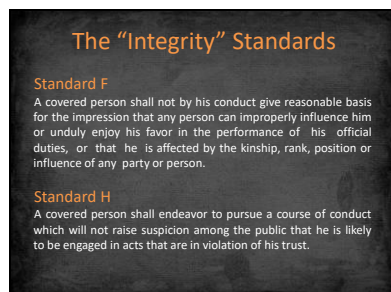 The “Integrity” Standards
Standard F
A covered person shall not by his conduct give reasonable basis
for the impression that any person can improperly influence him
or unduly enjoy his favor in the performance of his official
duties, or that he is affected by the kinship, rank, position or
influence of any party or person.
Standard H
A covered person shall endeavor to pursue a course of conduct
which will not raise suspicion among the public that he is likely
to be engaged in acts that are in violation of his trust.